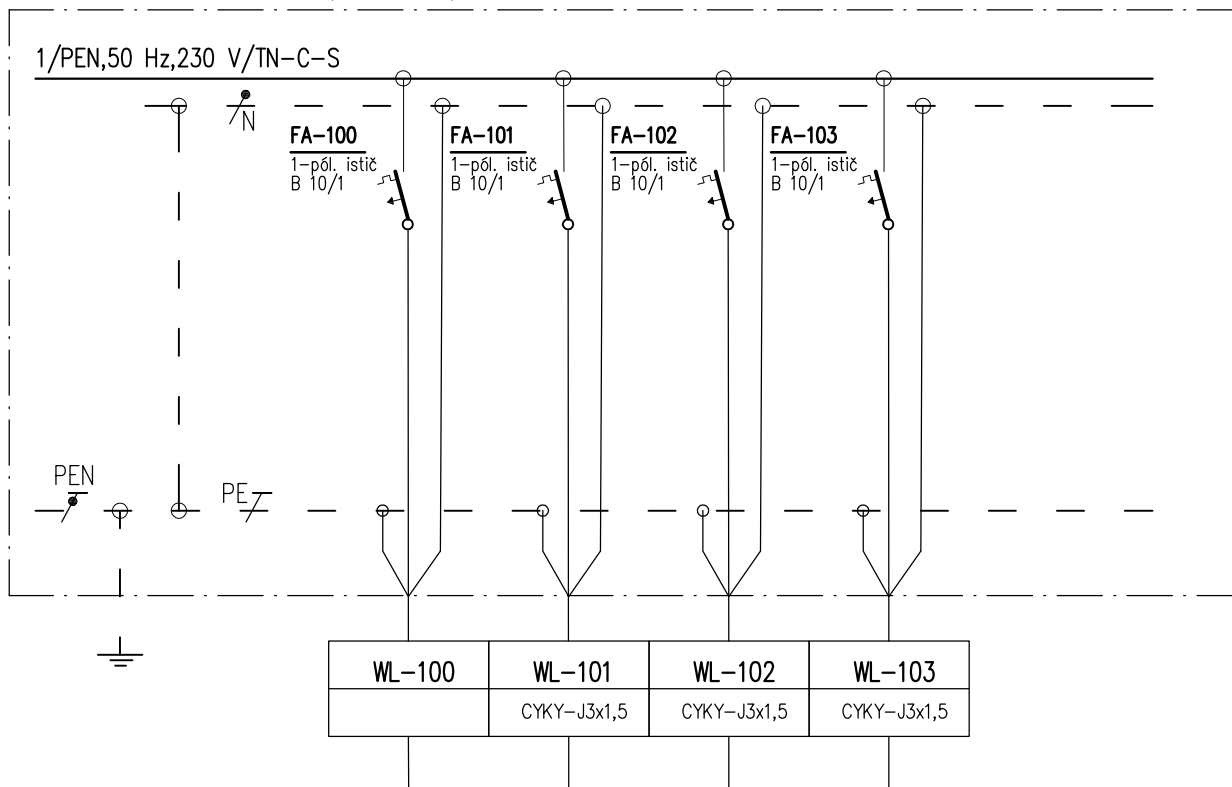 1/PEN,50 Hz,230 V/TN-C-S
N
FA-100
1-pól. istič
B 10/1
FA-101
1-pól. istič
B 10/1
FA-102
1-pól. istič
B 10/1
FA-103
1-pól. istič
B 10/1
PEN
PE
WL-100
WL-101
WL-102
WL-103
CYKY-J3x1,5
CYKY-J3x1,5
CYKY-J3x1,5